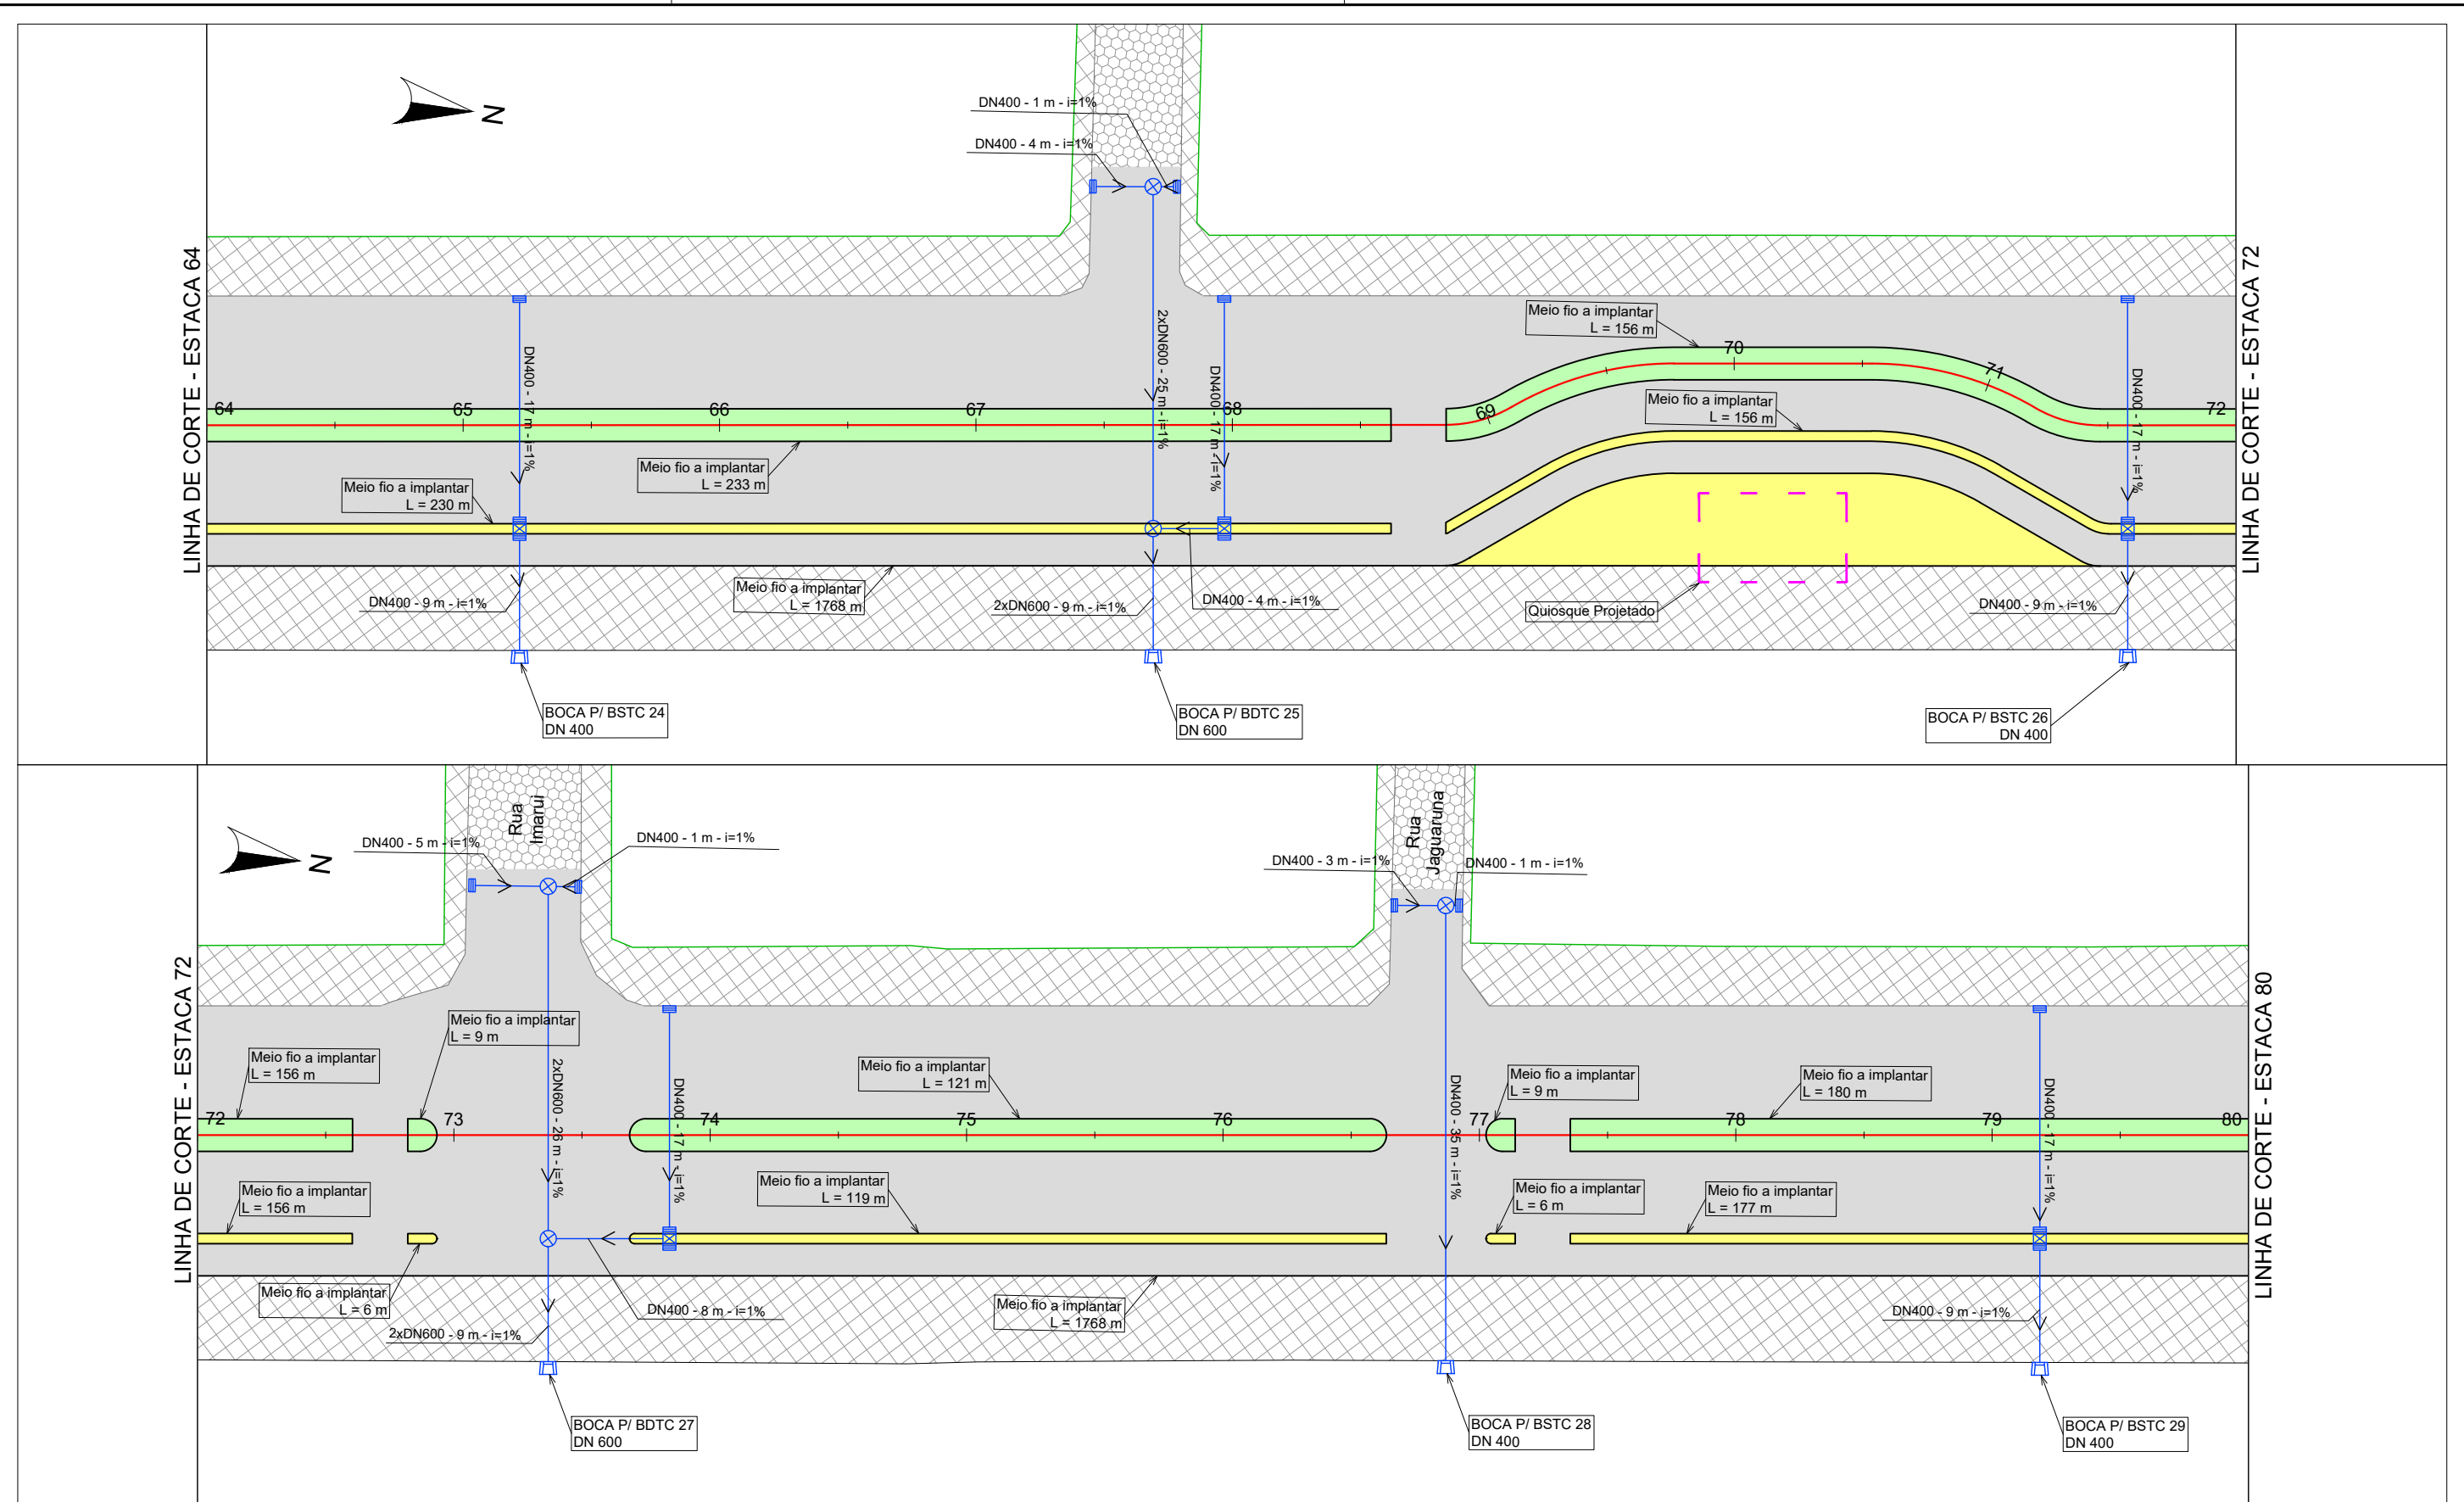 N
DN400 - 1 m - i=1%
DN400 - 4 m - i=1%
LINHA DE CORTE - ESTACA 64
LINHA DE CORTE - ESTACA 72
64
65
66
67
68
69
70
71
72
DN400 - 17 m - i=1%
2xDN600 - 25 m - i=1%
DN400 - 17 m - i=1%
DN400 - 17 m - i=1%
Meio fio a implantar
L = 156 m
Meio fio a implantar
L = 156 m
Meio fio a implantar
L = 233 m
Meio fio a implantar
L = 230 m
Meio fio a implantar
L = 1768 m
DN400 - 9 m - i=1%
2xDN600 - 9 m - i=1%
DN400 - 4 m - i=1%
Quiosque Projetado
DN400 - 9 m - i=1%
BOCA P/ BSTC 24
DN 400
BOCA P/ BDTC 25
DN 600
BOCA P/ BSTC 26
DN 400
N
Rua
Imarui
Rua
Jaguaruna
DN400 - 5 m - i=1%
DN400 - 1 m - i=1%
DN400 - 3 m - i=1%
DN400 - 1 m - i=1%
LINHA DE CORTE - ESTACA 72
LINHA DE CORTE - ESTACA 80
Meio fio a implantar
L = 9 m
Meio fio a implantar
L = 156 m
Meio fio a implantar
L = 121 m
Meio fio a implantar
L = 9 m
Meio fio a implantar
L = 180 m
72
73
74
75
76
77
78
79
80
2xDN600 - 26 m - i=1%
DN400 - 17 m - i=1%
DN400 - 35 m - i=1%
DN400 - 17 m - i=1%
Meio fio a implantar
L = 156 m
Meio fio a implantar
L = 119 m
Meio fio a implantar
L = 6 m
Meio fio a implantar
L = 177 m
Meio fio a implantar
L = 6 m
2xDN600 - 9 m - i=1%
DN400 - 8 m - i=1%
Meio fio a implantar
L = 1768 m
DN400 - 9 m - i=1%
BOCA P/ BDTC 27
DN 600
BOCA P/ BSTC 28
DN 400
BOCA P/ BSTC 29
DN 400